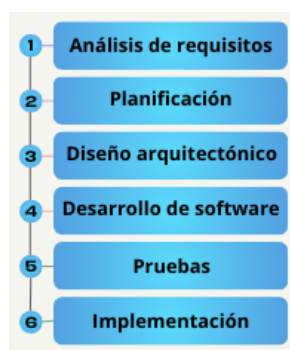 1 Análisis de requisitos
2 Planificación
3 Diseño arquitectónico
4 Desarrollo de software
5 Pruebas
6 Implementación